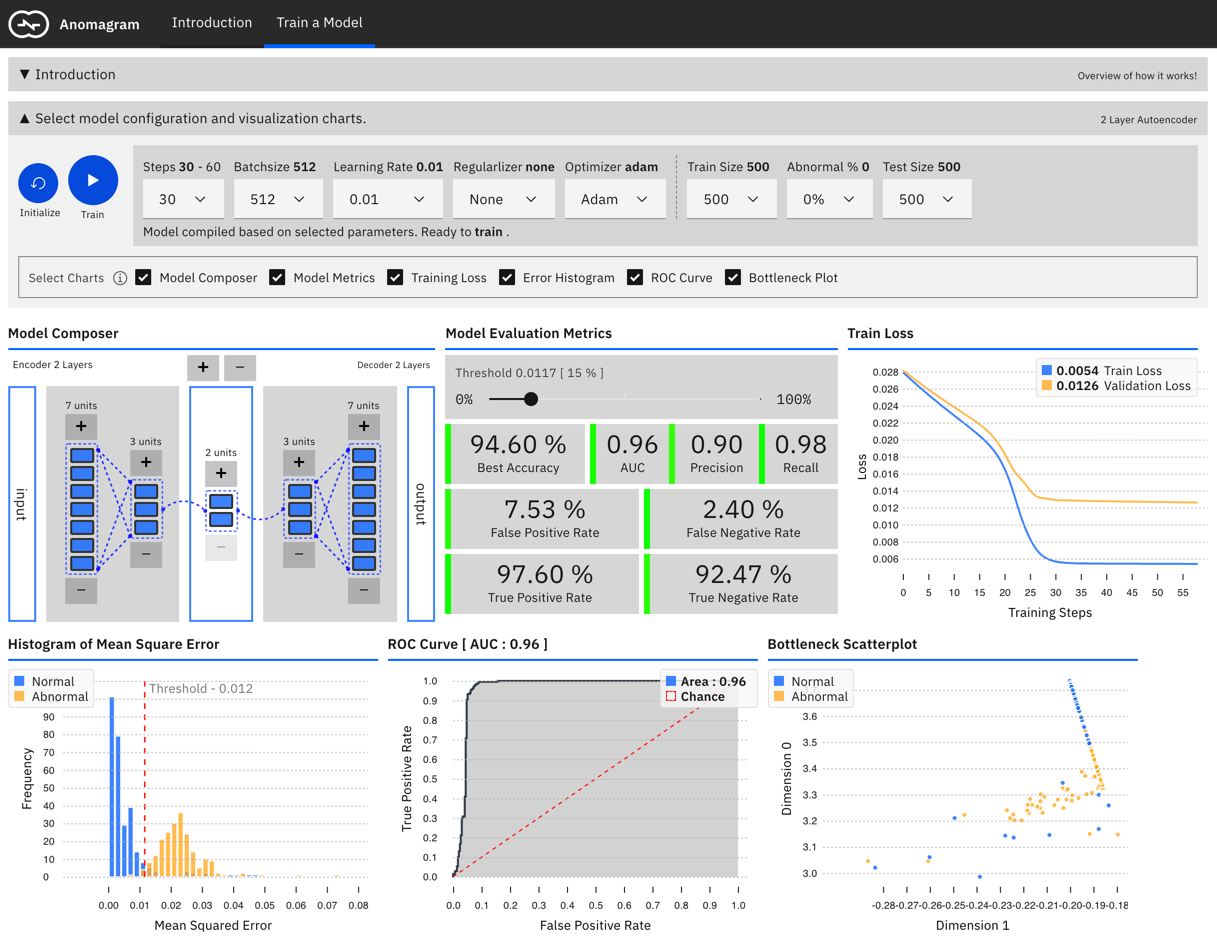 Anomagram Introduction Train a Model
▼ Introduction Overview of how it works!
▲ Select model configuration and visualization charts. 2 Layer Autoencoder
Steps 30 - 60 Batchsize 512 Learning Rate 0.01 Regularlizer none Optimizer adam Train Size 500 Abnormal % 0 Test Size 500
30 512 0.01 None Adam 500 0% 500
Initialize Train
Model compiled based on selected parameters. Ready to train .
Select Charts Model Composer Model Metrics Training Loss Error Histogram ROC Curve Bottleneck Plot
Model Composer
Encoder 2 Layers + − Decoder 2 Layers
7 units 7 units
+ +
3 units 3 units
+ +
2 units
+
input output
−
− −
− −
Model Evaluation Metrics
Threshold 0.0117 [ 15 % ]
0% 100%
94.60 % 0.96 0.90 0.98
Best Accuracy AUC Precision Recall
7.53 % 2.40 %
False Positive Rate False Negative Rate
97.60 % 92.47 %
True Positive Rate True Negative Rate
Train Loss
0.0054 Train Loss
0.0126 Validation Loss
0.028
0.026
0.024
0.022
0.020
0.018
0.016
0.014
0.012
0.010
0.008
0.006
Loss
0 5 10 15 20 25 30 35 40 45 50 55
Training Steps
Histogram of Mean Square Error
Normal
Abnormal
Threshold - 0.012
90
80
70
60
50
40
30
20
10
0
Frequency
0.00 0.01 0.02 0.03 0.04 0.05 0.06 0.07 0.08
Mean Squared Error
ROC Curve [ AUC : 0.96 ]
Area : 0.96
Chance
1.0
0.9
0.8
0.7
0.6
0.5
0.4
0.3
0.2
0.1
0.0
True Positive Rate
0.0 0.1 0.2 0.3 0.4 0.5 0.6 0.7 0.8 0.9 1.0
False Positive Rate
Bottleneck Scatterplot
Normal
Abnormal
3.6
3.5
3.4
3.3
3.2
3.1
3.0
Dimension 0
-0.28 -0.27 -0.26 -0.25 -0.24 -0.23 -0.22 -0.21 -0.20 -0.19 -0.18
Dimension 1